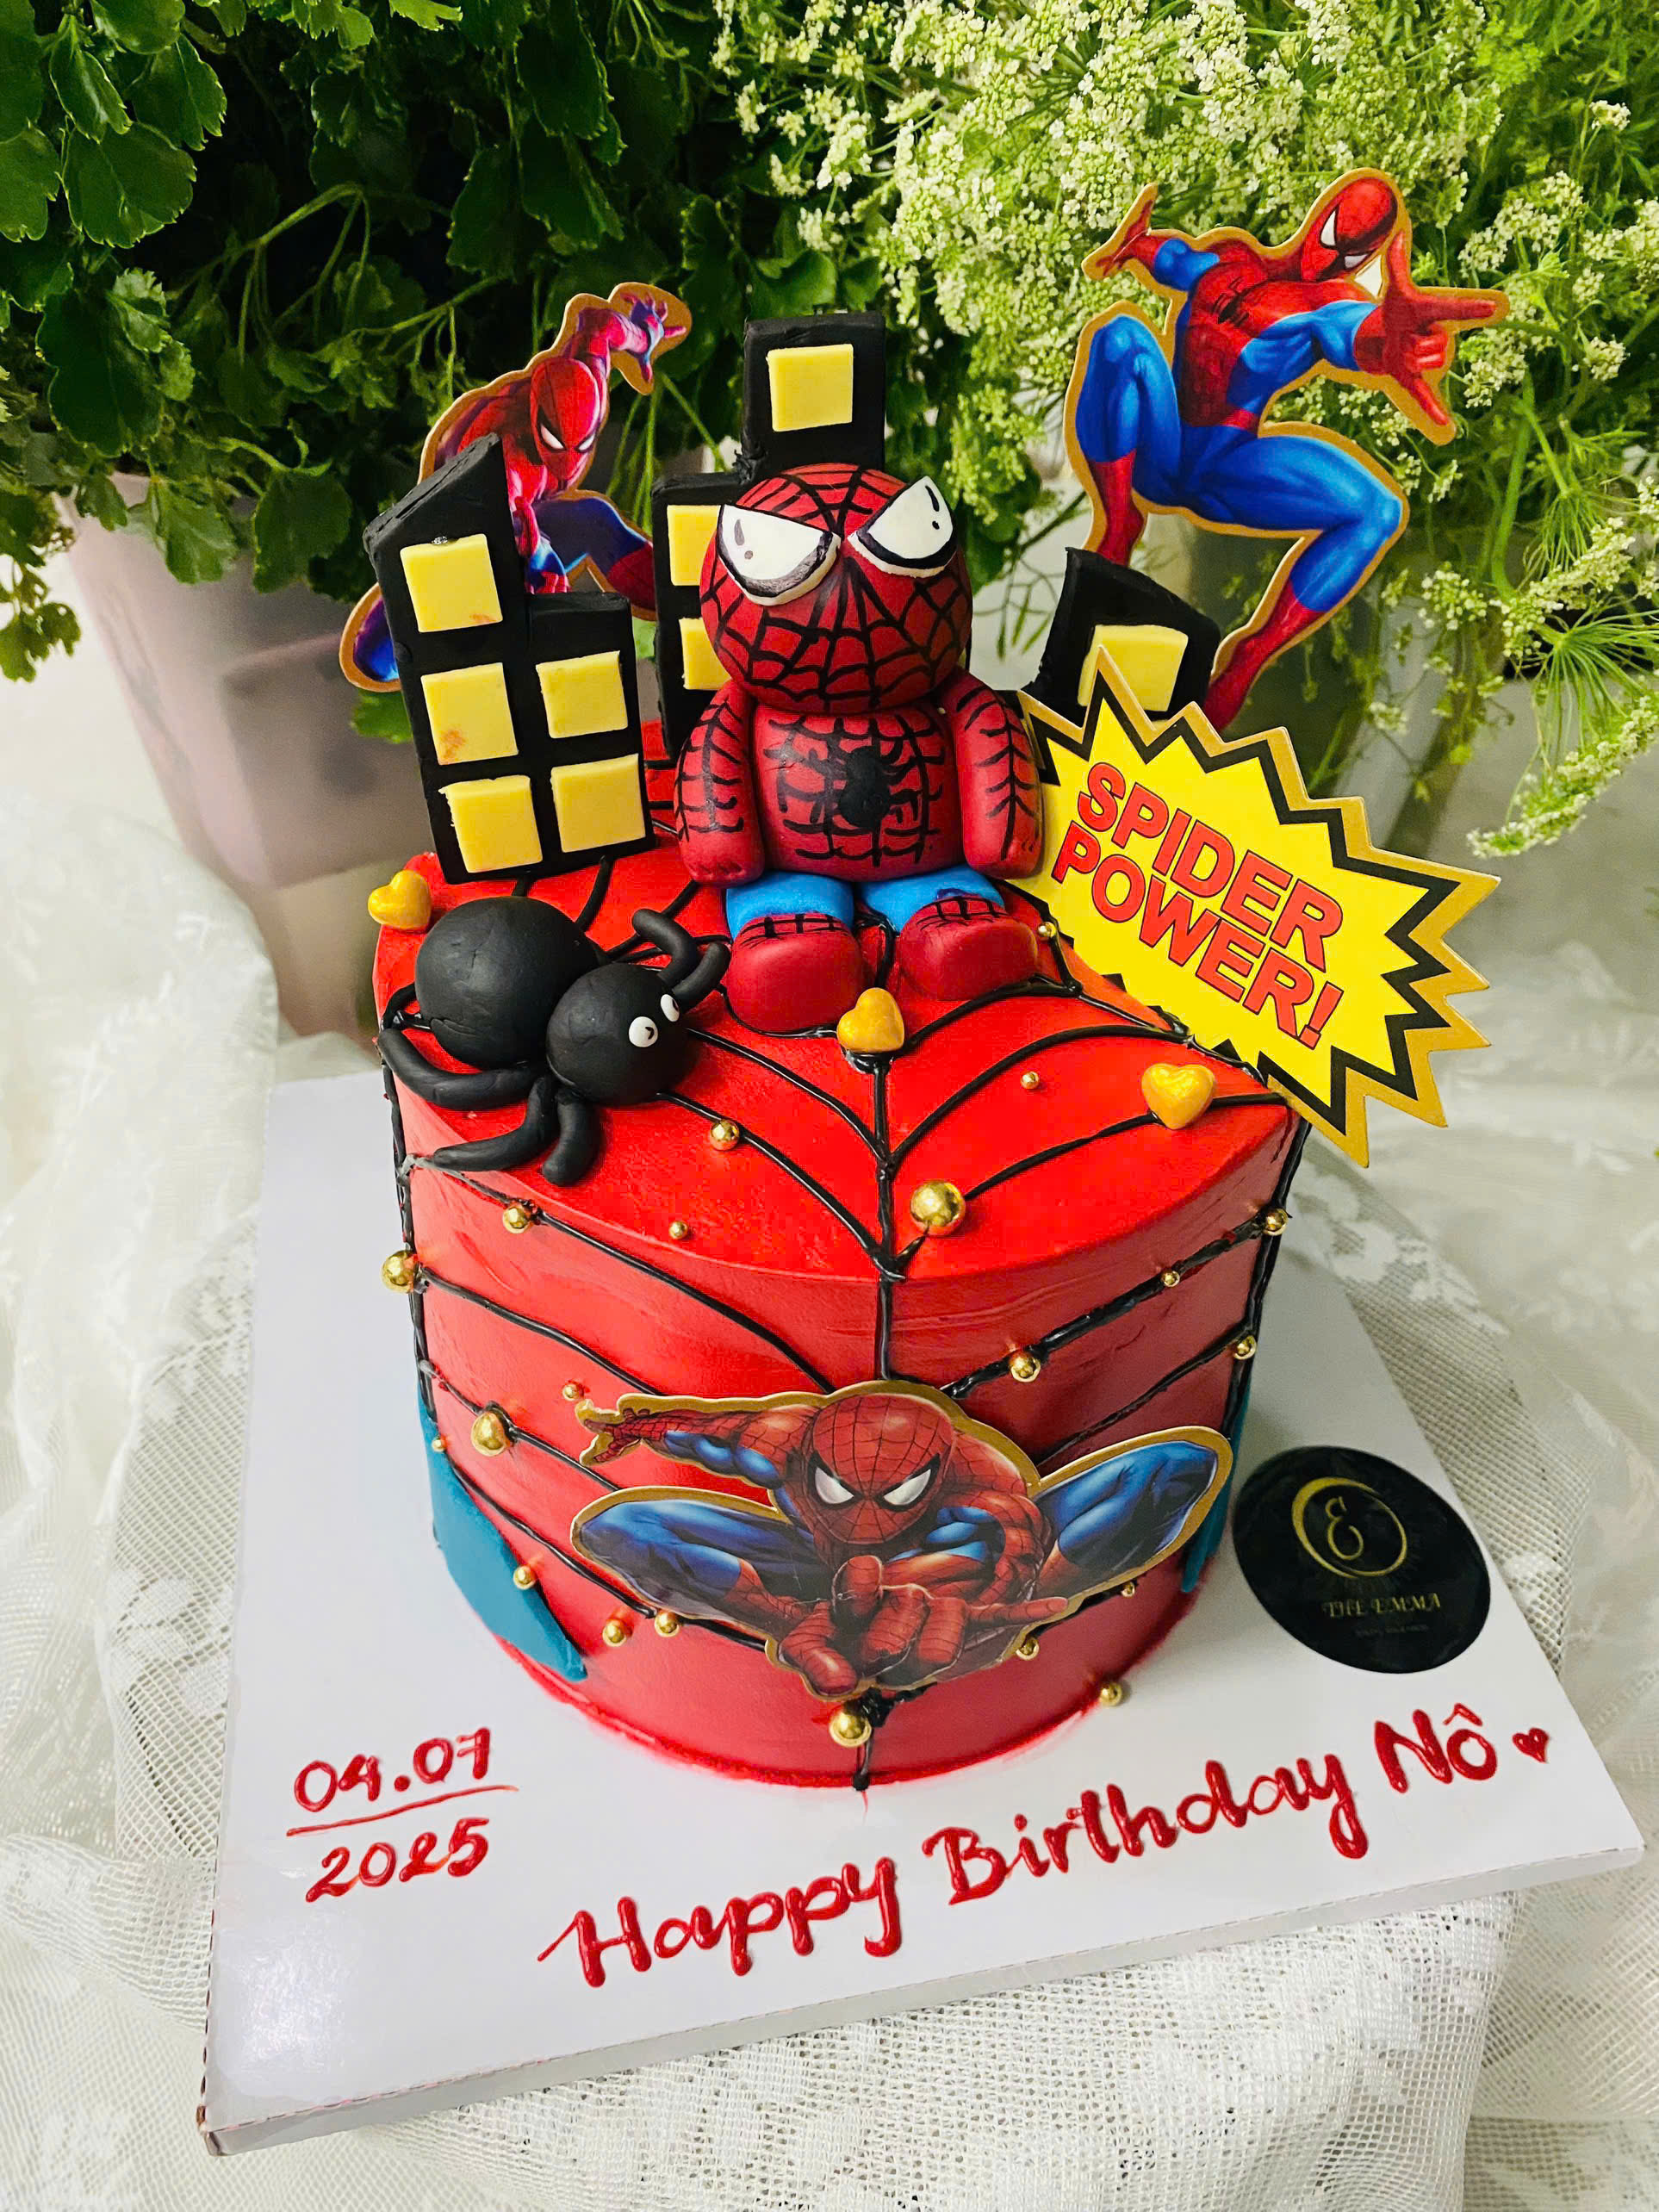 SPIDER
POWER!
E
THE EMMA
04.07
2025
Happy Birthday Nô